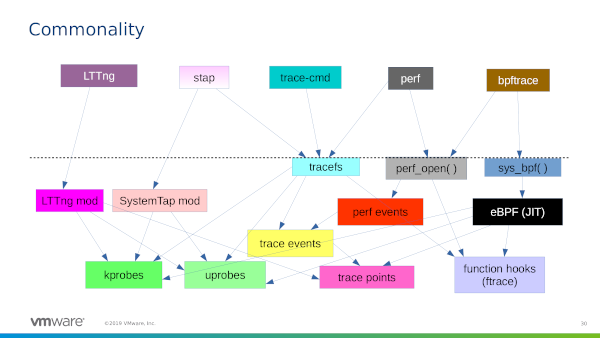 Commonality
LTTng
stap
trace-cmd
perf
bpftrace
tracefs
perf_open( )
sys_bpf( )
LTTng mod
SystemTap mod
perf events
eBPF (JIT)
trace events
kprobes
uprobes
trace points
function hooks
(ftrace)
vmware®
©2019 VMware, Inc.
30